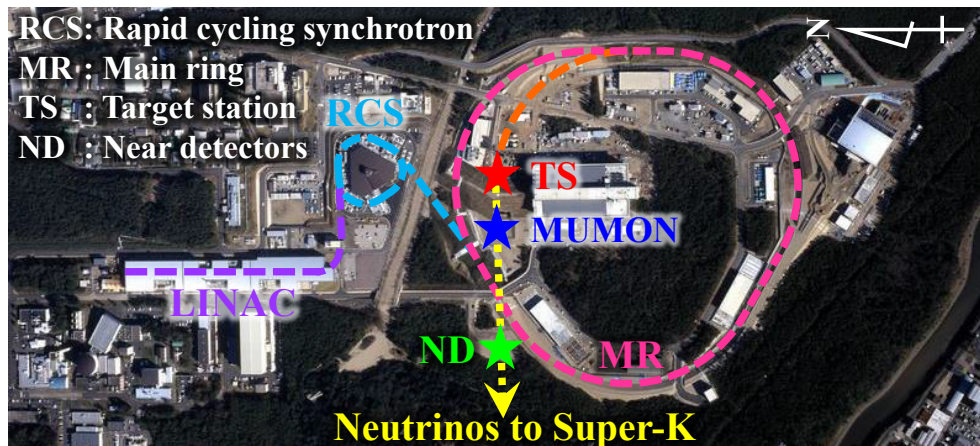 RCS: Rapid cycling synchrotron
MR : Main ring
TS : Target station
ND : Near detectors
N
RCS
TS
MUMON
LINAC
ND
MR
Neutrinos to Super-K